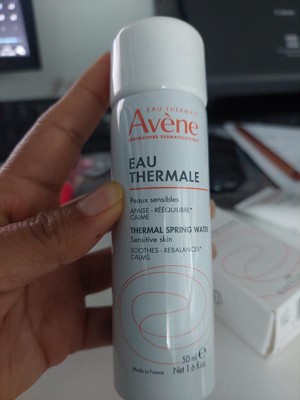 EAU THERMALE
Avène
LABORATOIRE DERMATOLOGIQUE
EAU
THERMALE
Peaux sensibles
APAISE - RÉÉQUILIBRE*
CALME
THERMAL SPRING WATER
Sensitive skin
SOOTHES - REBALANCES*
CALMS
50 ml e
Made in France Net 1.6 fl.oz.